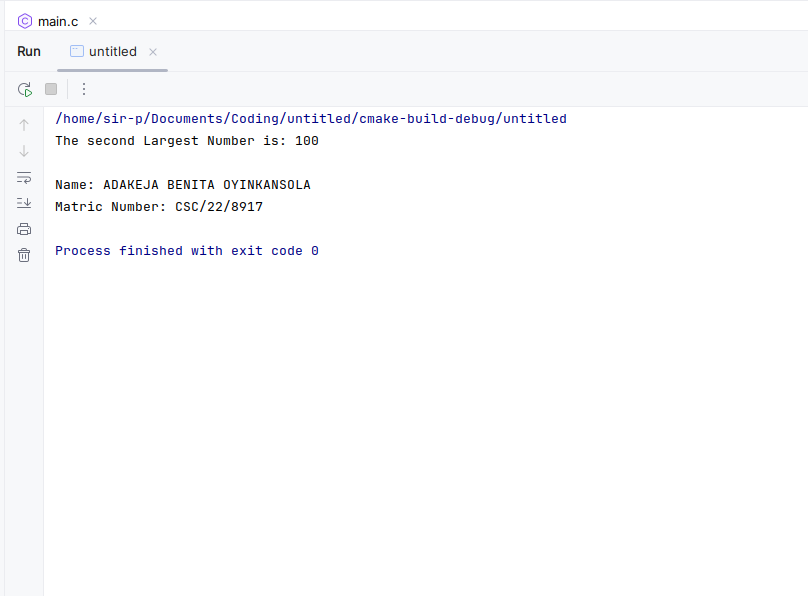 main.c
Run untitled
/home/sir-p/Documents/Coding/untitled/cmake-build-debug/untitled
The second Largest Number is: 100
Name: ADAKEJA BENITA OYINKANSOLA
Matric Number: CSC/22/8917
Process finished with exit code 0